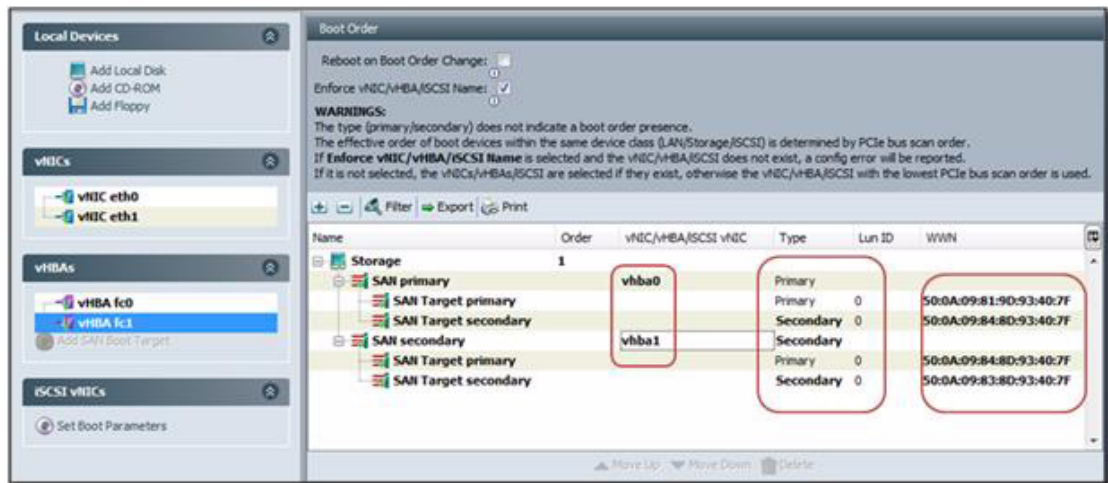 Local Devices
Add Local Disk
Add CD-ROM
Add Floppy
vNICs
vNIC eth0
vNIC eth1
vHBAs
vHBA fc0
vHBA fc1
Add SAN Boot Target
iSCSI vNICs
Set Boot Parameters
Boot Order
Reboot on Boot Order Change:
Enforce vNIC/vHBA/iSCSI Name:
WARNINGS:
The type (primary/secondary) does not indicate a boot order presence.
The effective order of boot devices within the same device class (LAN/Storage/iSCSI) is determined by PCIe bus scan order.
If Enforce vNIC/vHBA/iSCSI Name is selected and the vNIC/vHBA/iSCSI does not exist, a config error will be reported.
If it is not selected, the vNICs/vHBAs/iSCSI are selected if they exist, otherwise the vNIC/vHBA/iSCSI with the lowest PCIe bus scan order is used.
Filter Export Print
Name Order vNIC/vHBA/iSCSI vNIC Type Lun ID WWN
Storage 1
SAN primary vhba0 Primary
SAN Target primary Primary 0 50:0A:09:81:9D:93:40:7F
SAN Target secondary Secondary 0 50:0A:09:84:8D:93:40:7F
SAN secondary vhba1 Secondary
SAN Target primary Primary 0 50:0A:09:84:8D:93:40:7F
SAN Target secondary Secondary 0 50:0A:09:83:8D:93:40:7F
Move Up Move Down Delete